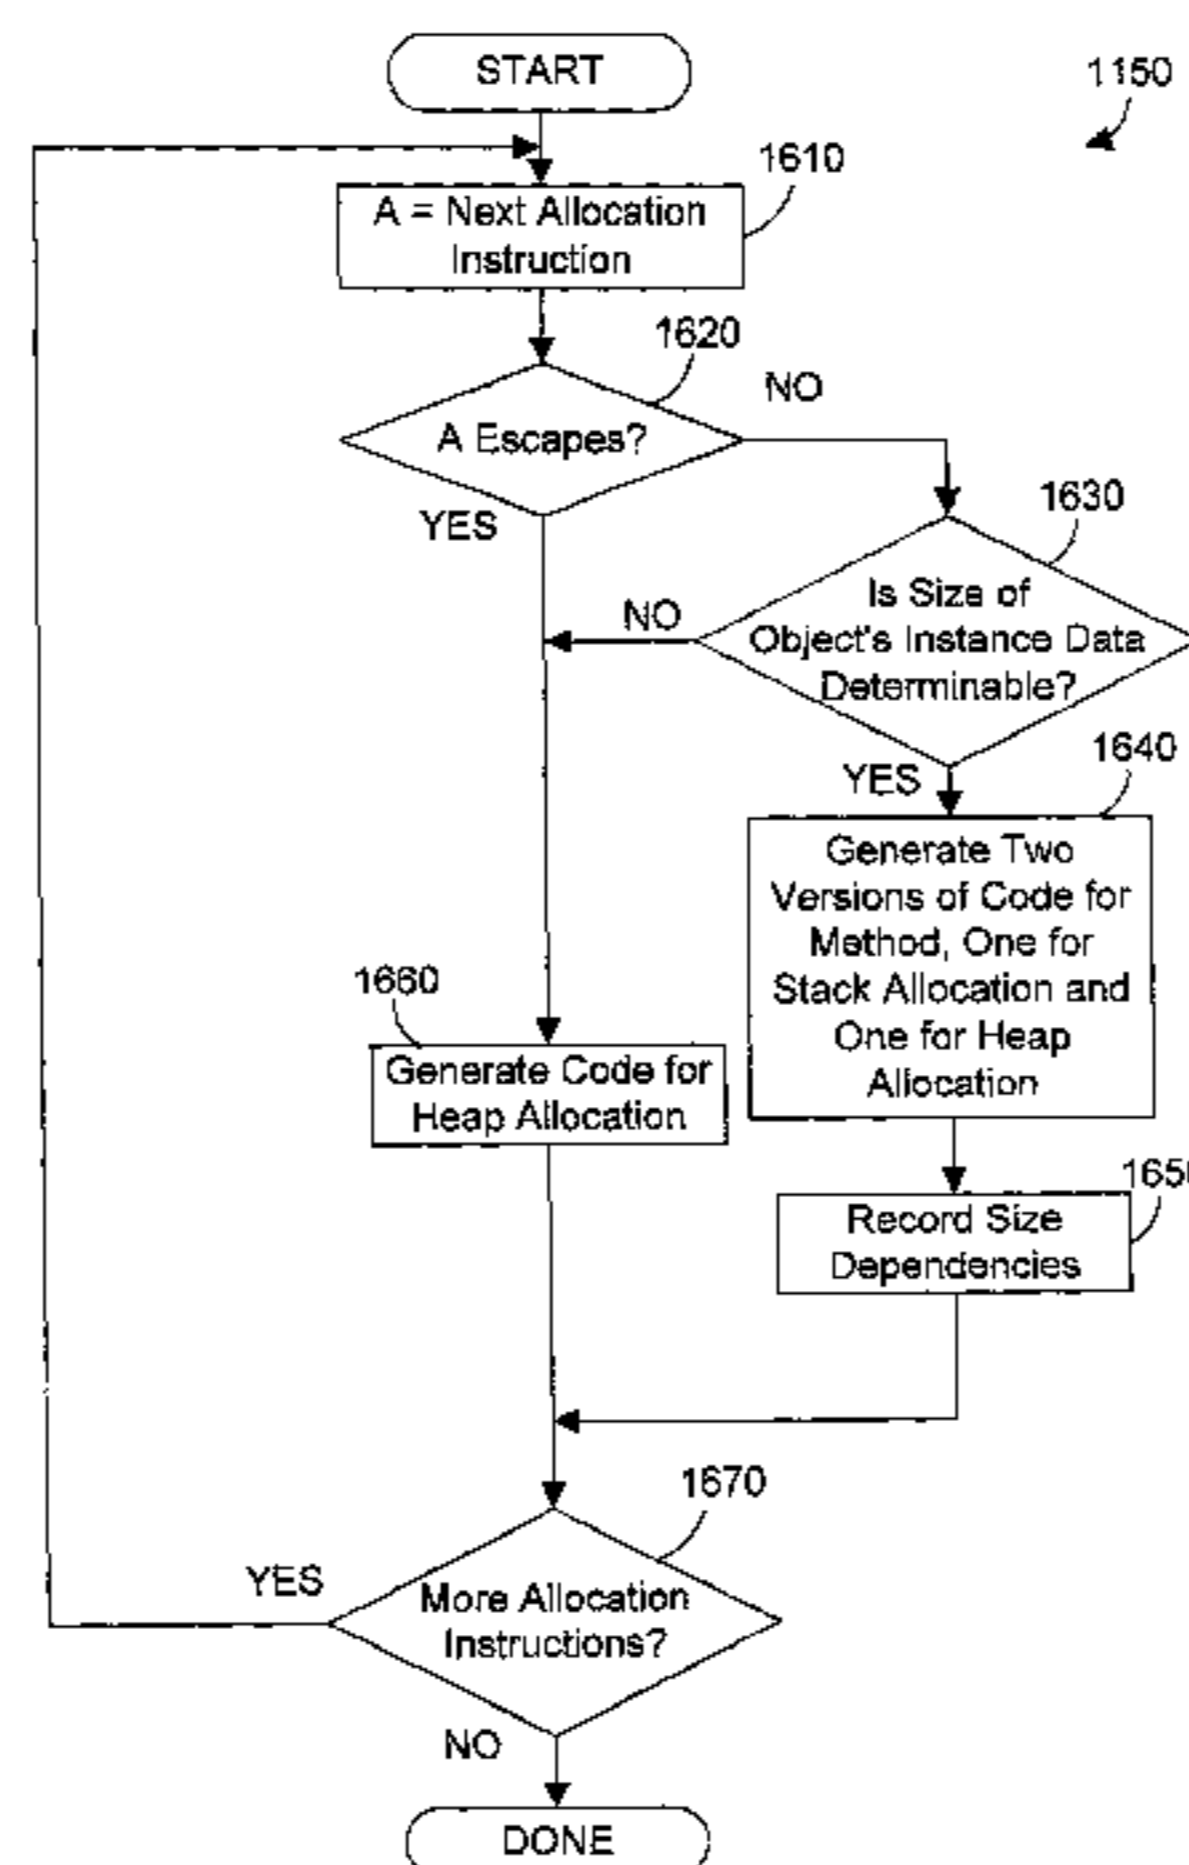 START
1150
1610
A = Next Allocation
Instruction
1620
NO
A Escapes?
YES
1630
NO
Is Size of
Object's Instance Data
Determinable?
1640
YES
Generate Two
Versions of Code for
Method, One for
Stack Allocation and
One for Heap
Allocation
1660
Generate Code for
Heap Allocation
1650
Record Size
Dependencies
1670
YES
More Allocation
Instructions?
NO
DONE